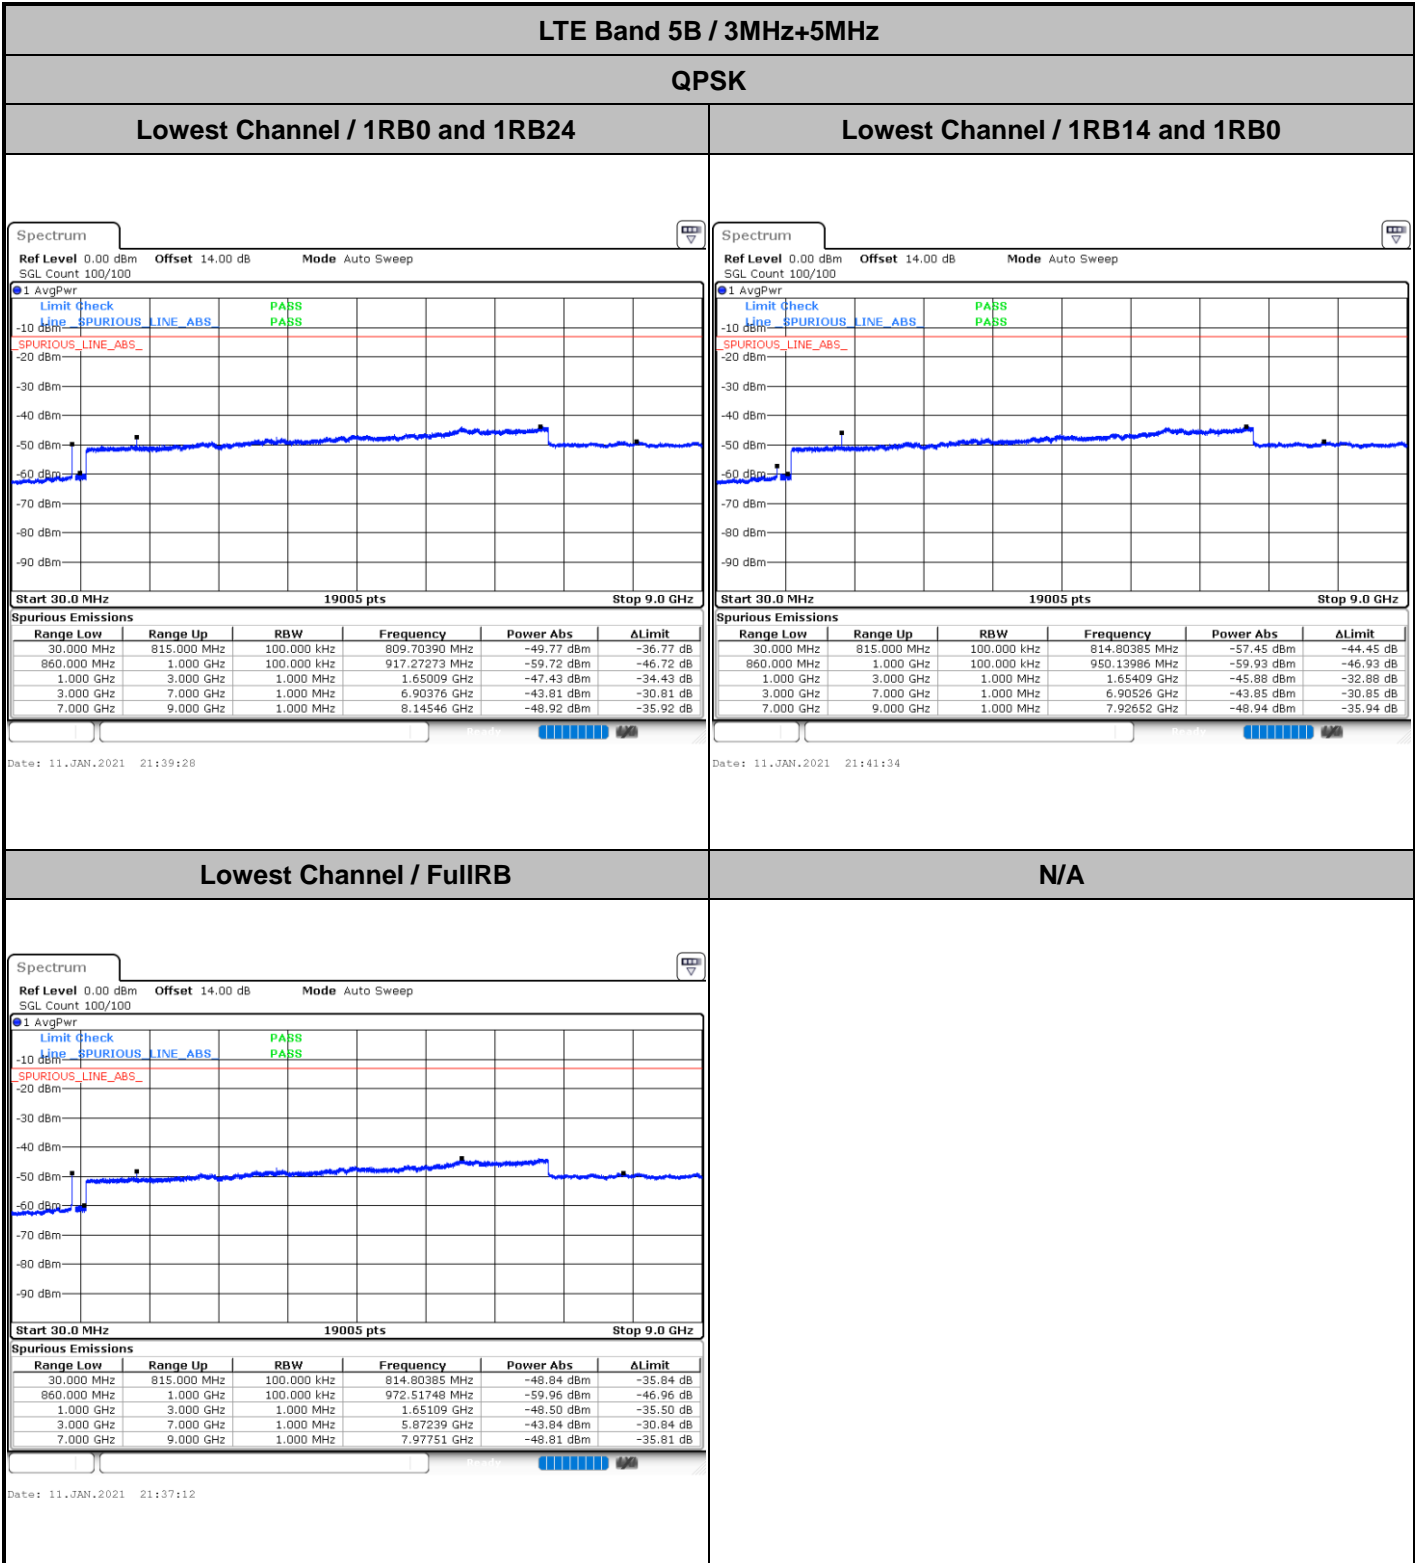 LTE Band 5B / 3MHz+5MHz
QPSK
Lowest Channel / 1RB0 and 1RB24
Lowest Channel / 1RB14 and 1RB0
Spectrum
Ref Level 0.00 dBm Offset 14.00 dB Mode Auto Sweep
SGL Count 100/100
1 AvgPwr
Limit Check PASS
Line _SPURIOUS_LINE_ABS_ PASS
-10 dBm
_SPURIOUS_LINE_ABS_
-20 dBm
-30 dBm
-40 dBm
-50 dBm
-60 dBm
-70 dBm
-80 dBm
-90 dBm
Start 30.0 MHz 19005 pts Stop 9.0 GHz
Spurious Emissions
Range Low Range Up RBW Frequency Power Abs ΔLimit
30.000 MHz 815.000 MHz 100.000 kHz 809.70390 MHz -49.77 dBm -36.77 dB
860.000 MHz 1.000 GHz 100.000 kHz 917.27273 MHz -59.72 dBm -46.72 dB
1.000 GHz 3.000 GHz 1.000 MHz 1.65009 GHz -47.43 dBm -34.43 dB
3.000 GHz 7.000 GHz 1.000 MHz 6.90376 GHz -43.81 dBm -30.81 dB
7.000 GHz 9.000 GHz 1.000 MHz 8.14546 GHz -48.92 dBm -35.92 dB
Date: 11.JAN.2021 21:39:28
Spectrum
Ref Level 0.00 dBm Offset 14.00 dB Mode Auto Sweep
SGL Count 100/100
1 AvgPwr
Limit Check PASS
Line _SPURIOUS_LINE_ABS_ PASS
-10 dBm
_SPURIOUS_LINE_ABS_
-20 dBm
-30 dBm
-40 dBm
-50 dBm
-60 dBm
-70 dBm
-80 dBm
-90 dBm
Start 30.0 MHz 19005 pts Stop 9.0 GHz
Spurious Emissions
Range Low Range Up RBW Frequency Power Abs ΔLimit
30.000 MHz 815.000 MHz 100.000 kHz 814.80385 MHz -57.45 dBm -44.45 dB
860.000 MHz 1.000 GHz 100.000 kHz 950.13986 MHz -59.93 dBm -46.93 dB
1.000 GHz 3.000 GHz 1.000 MHz 1.65409 GHz -45.88 dBm -32.88 dB
3.000 GHz 7.000 GHz 1.000 MHz 6.90526 GHz -43.85 dBm -30.85 dB
7.000 GHz 9.000 GHz 1.000 MHz 7.92652 GHz -48.94 dBm -35.94 dB
Date: 11.JAN.2021 21:41:34
Lowest Channel / FullRB
N/A
Spectrum
Ref Level 0.00 dBm Offset 14.00 dB Mode Auto Sweep
SGL Count 100/100
1 AvgPwr
Limit Check PASS
Line _SPURIOUS_LINE_ABS_ PASS
-10 dBm
_SPURIOUS_LINE_ABS_
-20 dBm
-30 dBm
-40 dBm
-50 dBm
-60 dBm
-70 dBm
-80 dBm
-90 dBm
Start 30.0 MHz 19005 pts Stop 9.0 GHz
Spurious Emissions
Range Low Range Up RBW Frequency Power Abs ΔLimit
30.000 MHz 815.000 MHz 100.000 kHz 814.80385 MHz -48.84 dBm -35.84 dB
860.000 MHz 1.000 GHz 100.000 kHz 972.51748 MHz -59.96 dBm -46.96 dB
1.000 GHz 3.000 GHz 1.000 MHz 1.65109 GHz -48.50 dBm -35.50 dB
3.000 GHz 7.000 GHz 1.000 MHz 5.87239 GHz -43.84 dBm -30.84 dB
7.000 GHz 9.000 GHz 1.000 MHz 7.97751 GHz -48.81 dBm -35.81 dB
Date: 11.JAN.2021 21:37:12